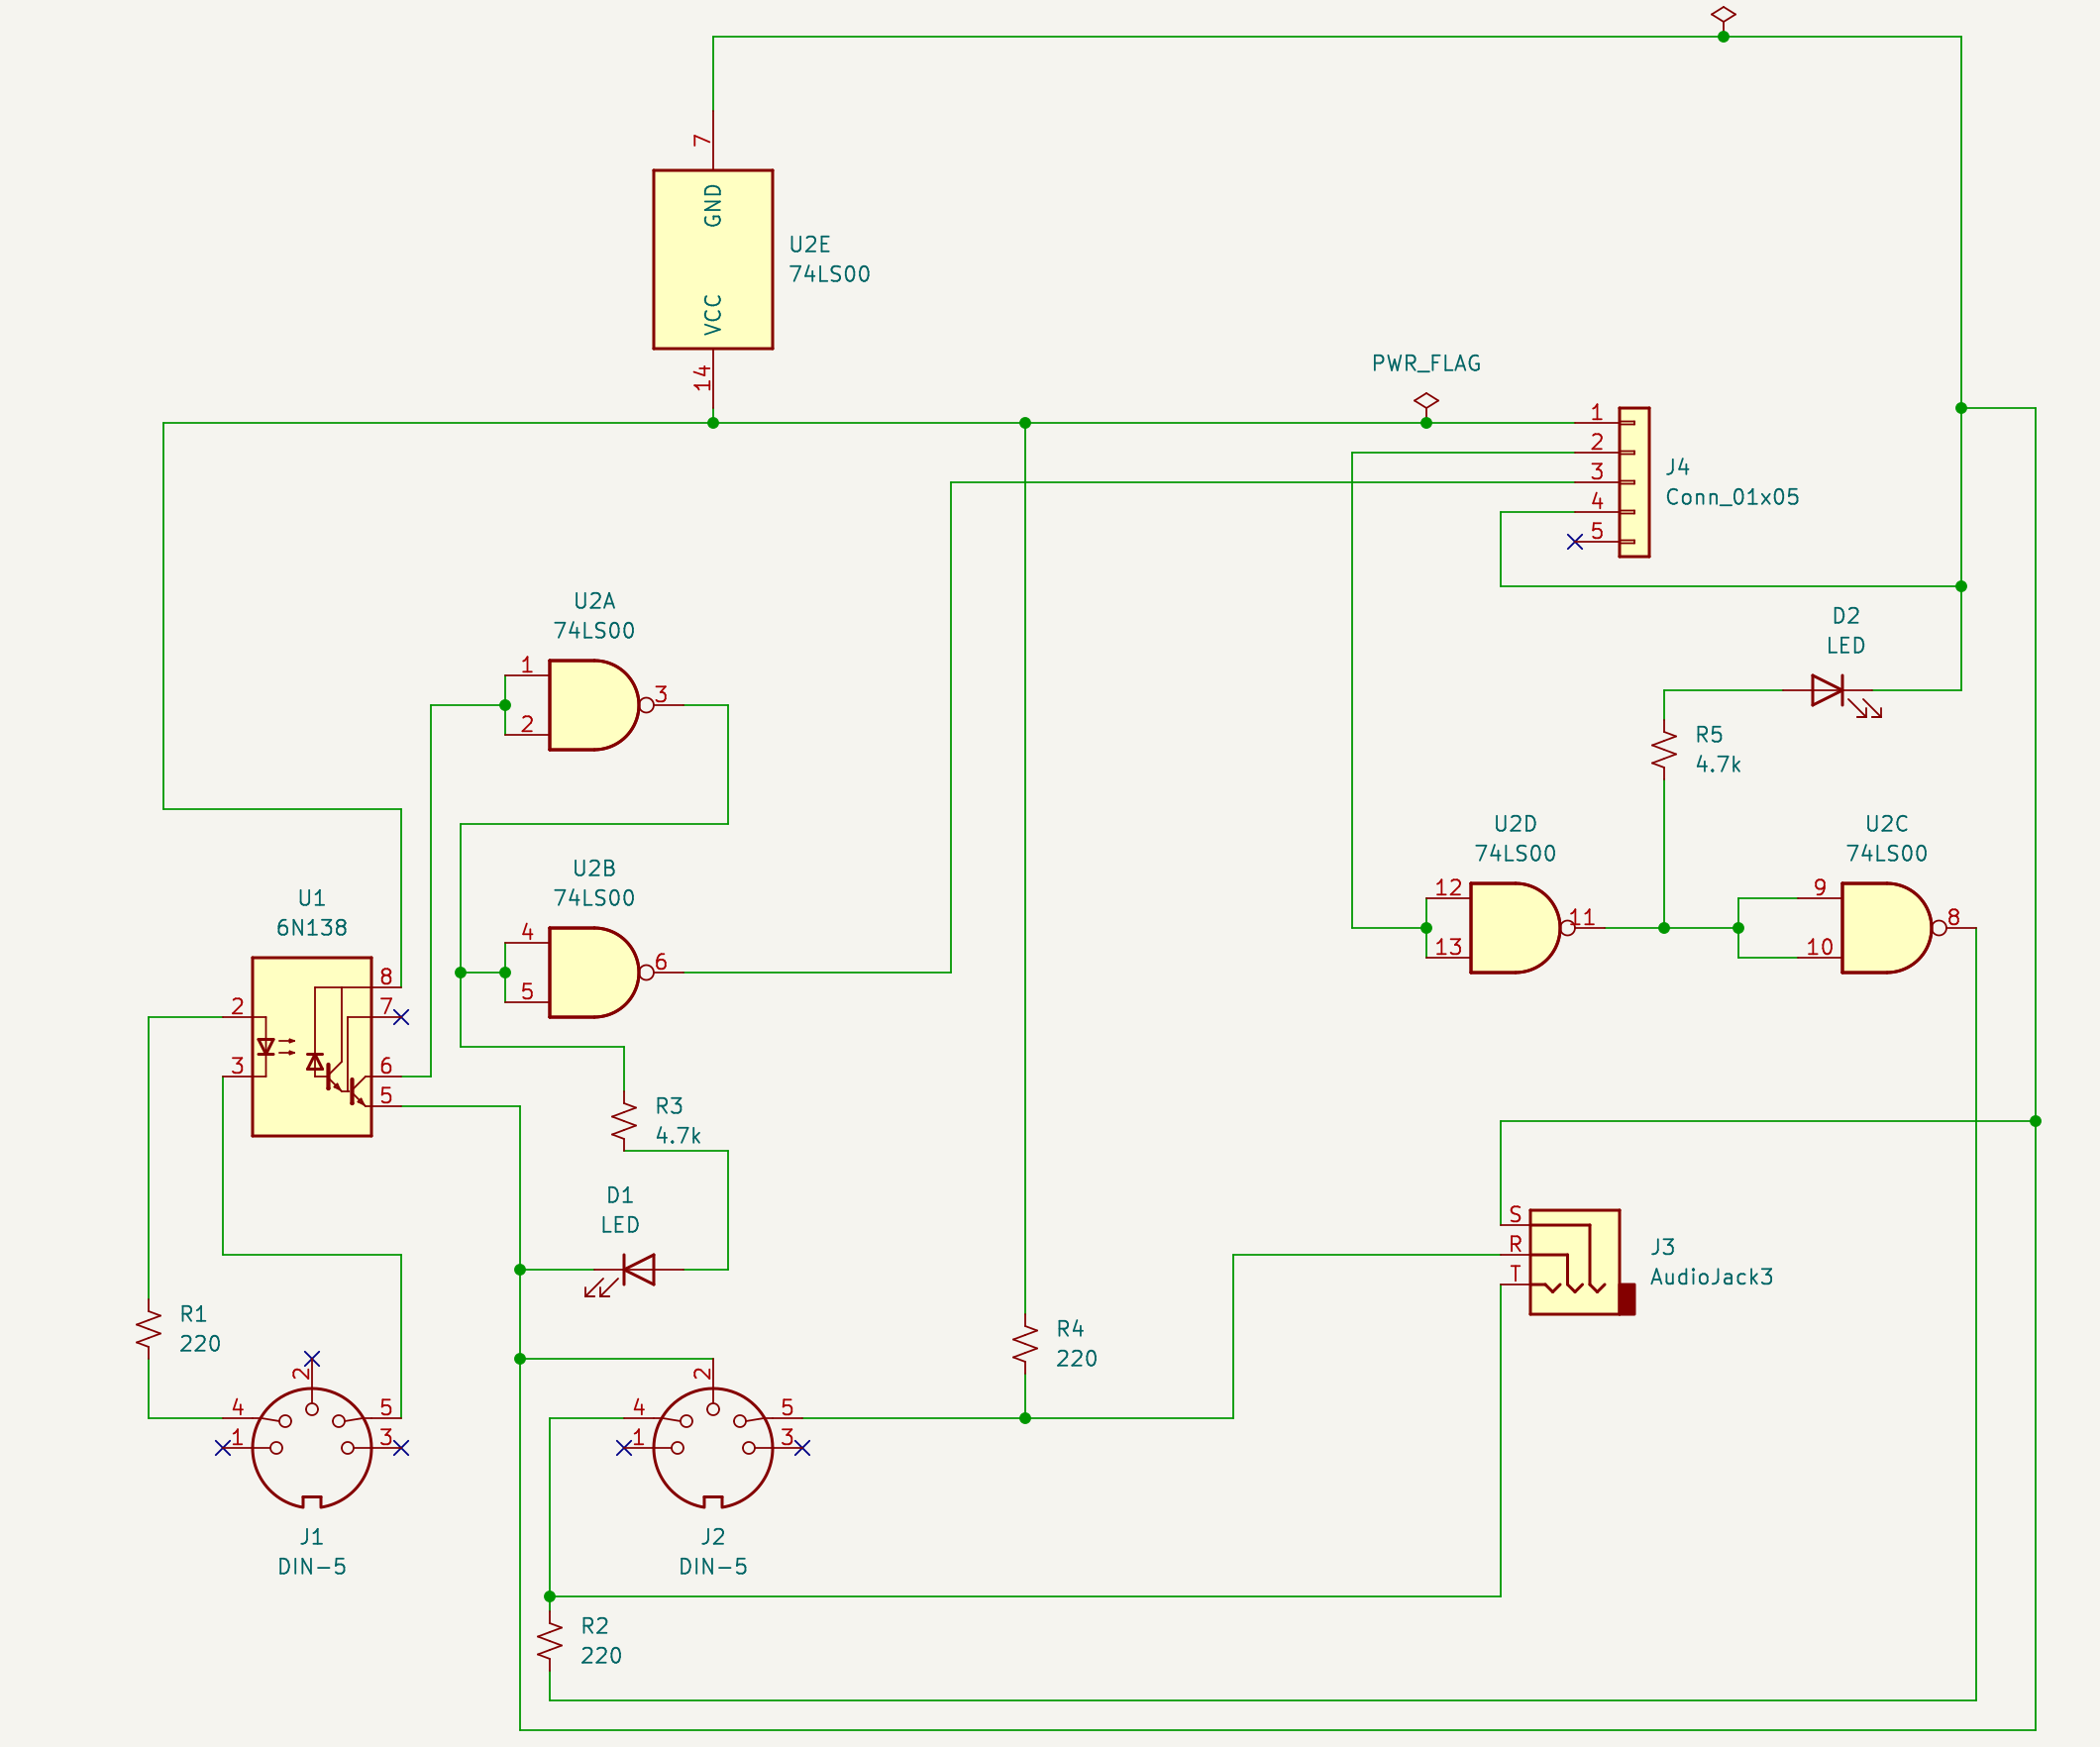 7
GND
U2E
74LS00
VCC
14
PWR_FLAG
1
2
3
4
5
J4
Conn_01x05
U2A
74LS00
1
2
3
D2
LED
R5
4.7k
U2B
74LS00
4
5
6
U2D
74LS00
12
13
11
U2C
74LS00
9
10
8
U1
6N138
2
3
8
7
6
5
R3
4.7k
D1
LED
S
R
T
J3
AudioJack3
R1
220
R4
220
2
4
5
1
3
J1
DIN-5
2
4
5
1
3
J2
DIN-5
R2
220